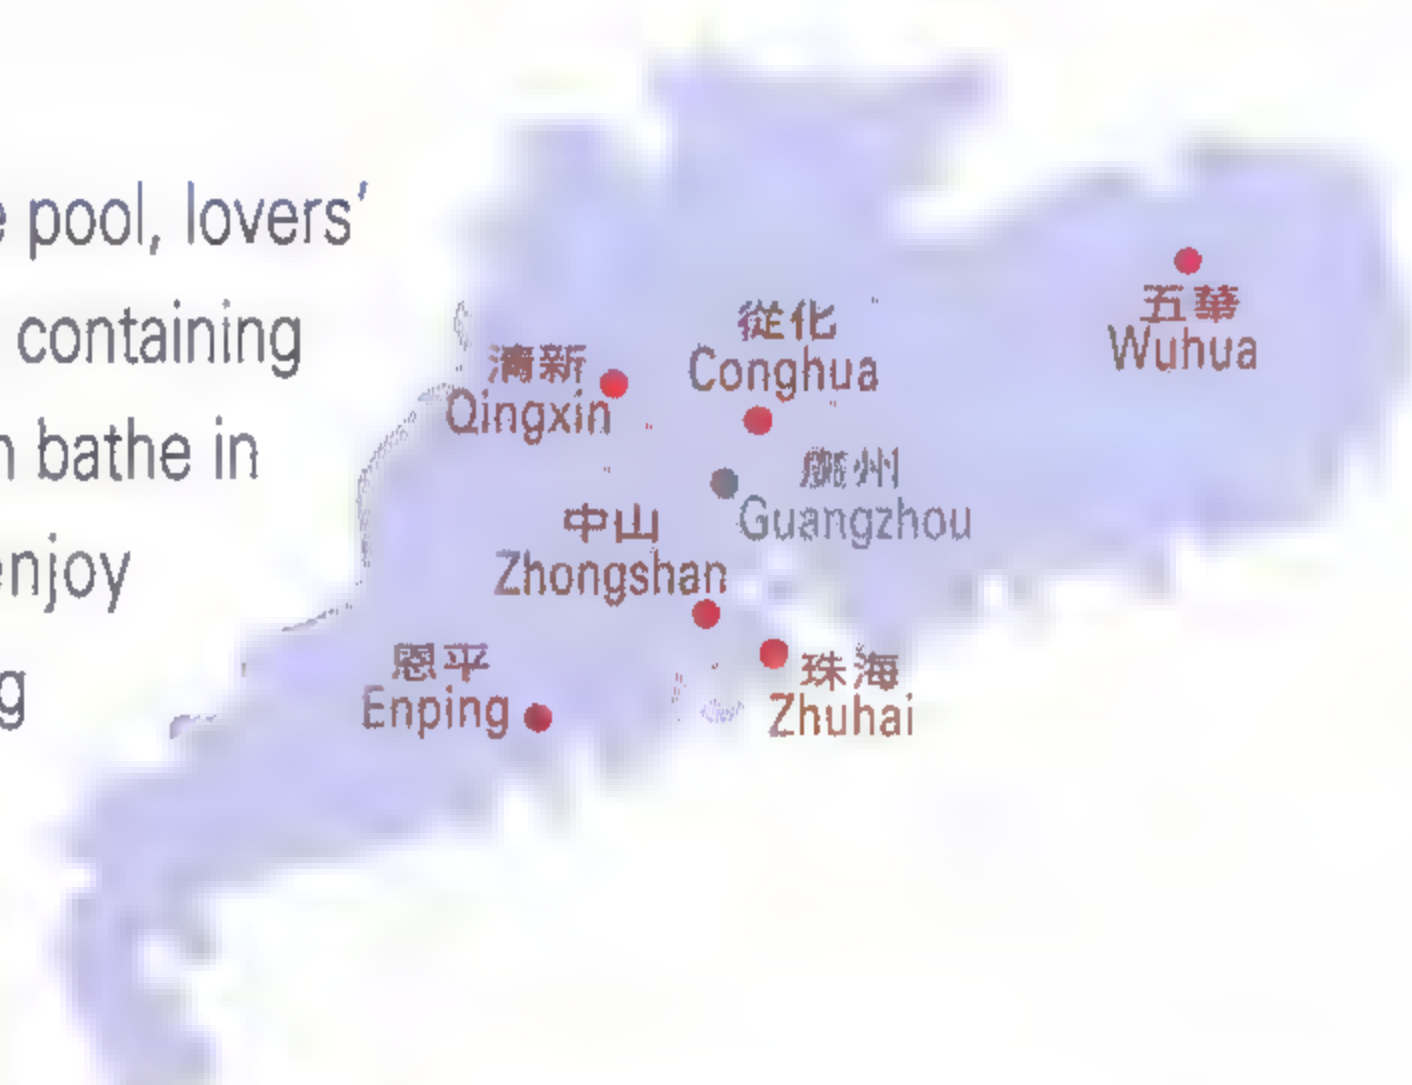 pool, lovers’
containing
bathe in
enjoy
五華
Wuhua
從化
Conghua
清新
Qingxin
廣州
Guangzhou
中山
Zhongshan
恩平
Enping
珠海
Zhuhai